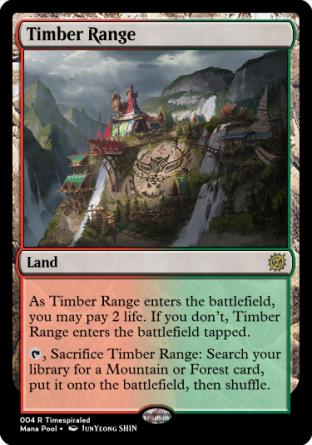 Timber Range
Land
As Timber Range enters the battlefield,
you may pay 2 life. If you don't, Timber
Range enters the battlefield tapped.
, Sacrifice Timber Range: Search your
library for a Mountain or Forest card,
put it onto the battlefield, then shuffle.
004 R Timespiraled
Mana Pool • JUNYEONG SHIN